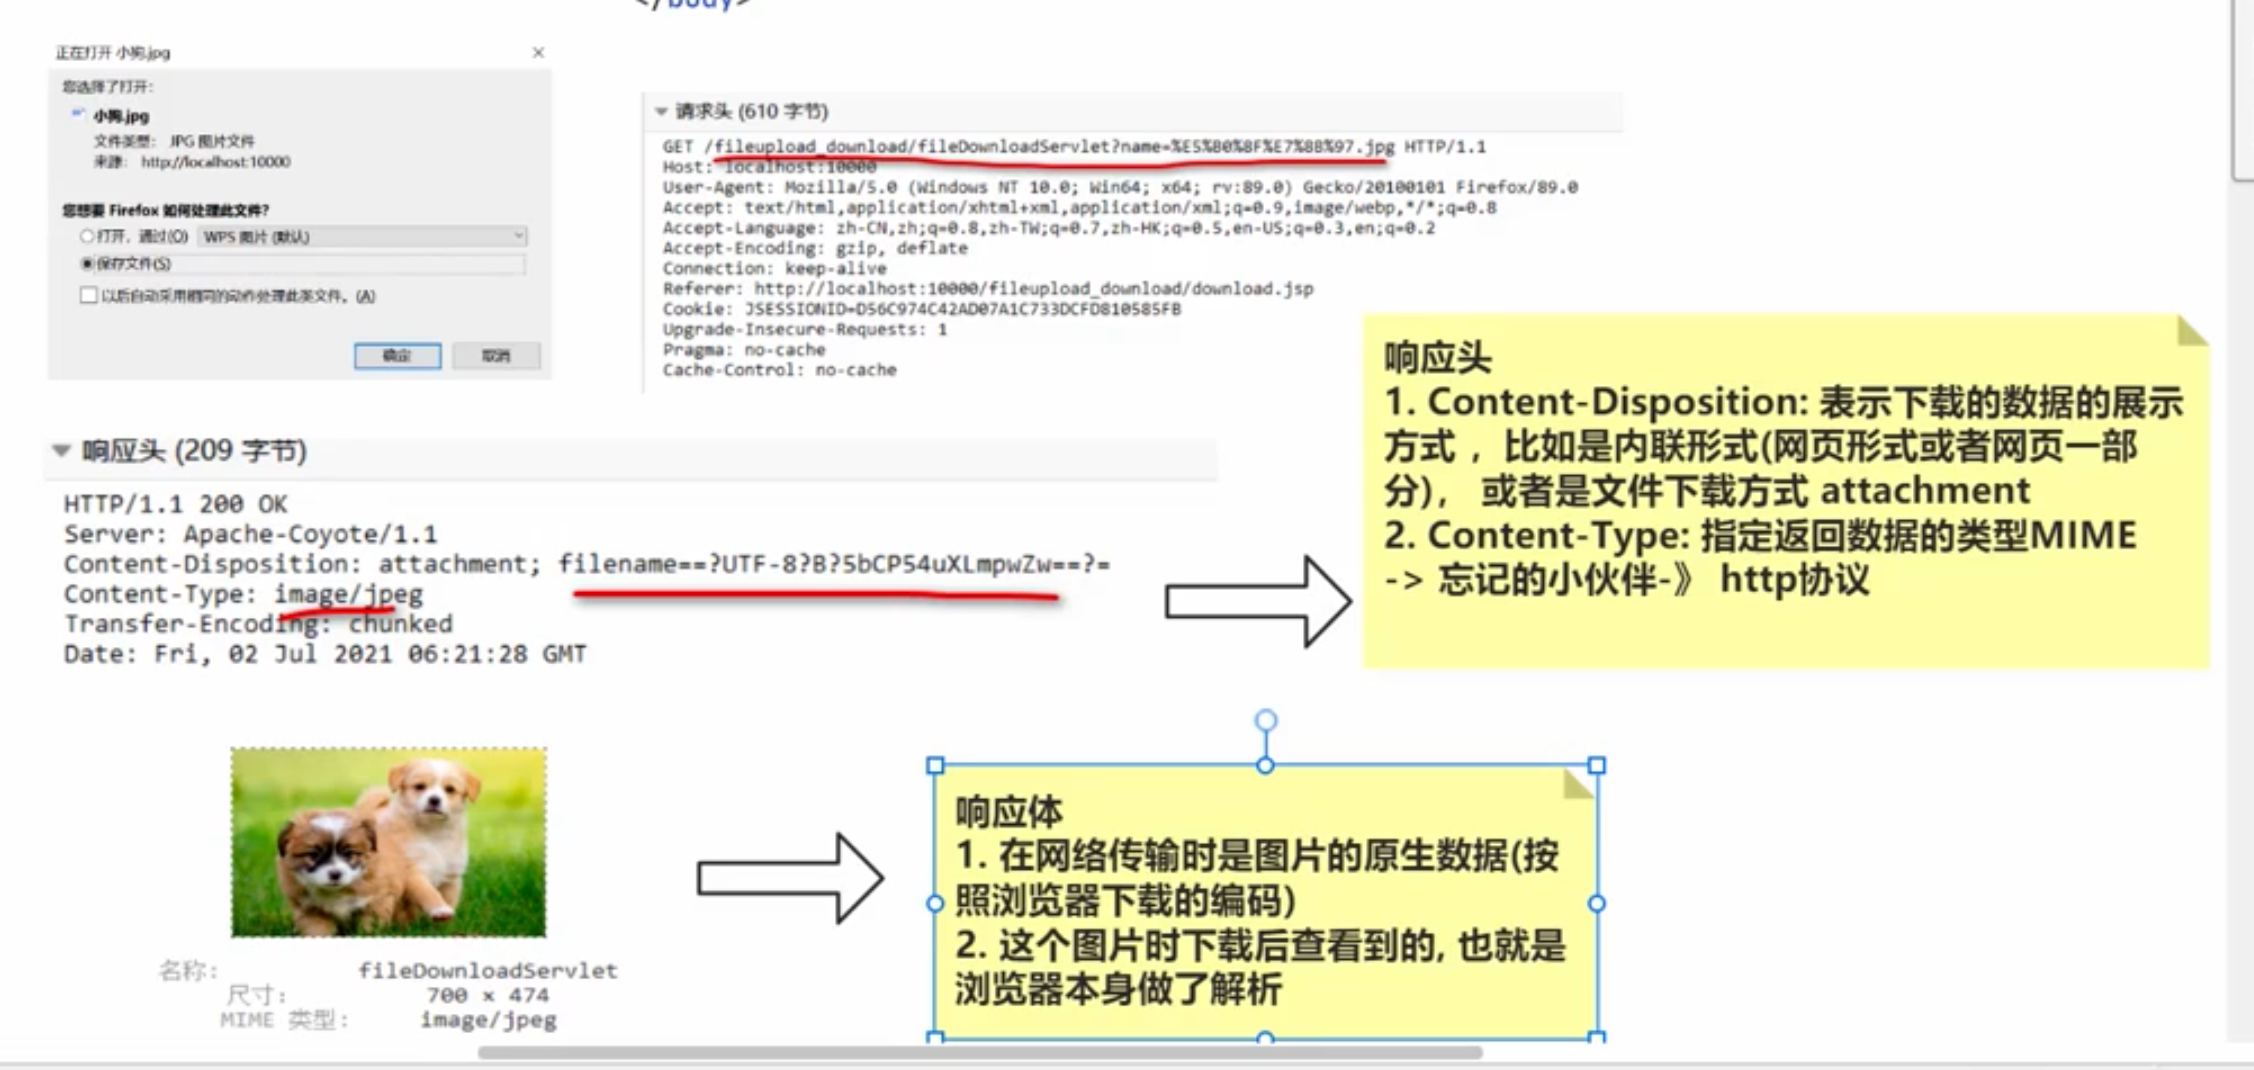 </body>
正在打开 小狗.jpg
您选择了打开:
小狗.jpg
文件类型: JPG 图片文件
来源: http://localhost:10000
您想要 Firefox 如何处理此文件?
打开，通过(O) WPS 图片 (默认)
保存文件(S)
以后自动采用相同的动作处理此类文件。(A)
确定 取消
请求头 (610 字节)
GET /fileupload_download/fileDownloadServlet?name=%E5%B0%8F%E7%8B%97.jpg HTTP/1.1
Host: localhost:10000
User-Agent: Mozilla/5.0 (Windows NT 10.0; Win64; x64; rv:89.0) Gecko/20100101 Firefox/89.0
Accept: text/html,application/xhtml+xml,application/xml;q=0.9,image/webp,*/*;q=0.8
Accept-Language: zh-CN,zh;q=0.8,zh-TW;q=0.7,zh-HK;q=0.5,en-US;q=0.3,en;q=0.2
Accept-Encoding: gzip, deflate
Connection: keep-alive
Referer: http://localhost:10000/fileupload_download/download.jsp
Cookie: JSESSIONID=D56C974C42AD07A1C733DCFD810585FB
Upgrade-Insecure-Requests: 1
Pragma: no-cache
Cache-Control: no-cache
响应头 (209 字节)
HTTP/1.1 200 OK
Server: Apache-Coyote/1.1
Content-Disposition: attachment; filename==?UTF-8?B?5bCP54uXLmpwZw==?=
Content-Type: image/jpeg
Transfer-Encoding: chunked
Date: Fri, 02 Jul 2021 06:21:28 GMT
响应头
1. Content-Disposition: 表示下载的数据的展示
方式 ，比如是内联形式(网页形式或者网页一部
分)， 或者是文件下载方式 attachment
2. Content-Type: 指定返回数据的类型MIME
-> 忘记的小伙伴-》 http协议
名称: fileDownloadServlet
尺寸: 700 × 474
MIME 类型: image/jpeg
响应体
1. 在网络传输时是图片的原生数据(按
照浏览器下载的编码)
2. 这个图片时下载后查看到的, 也就是
浏览器本身做了解析